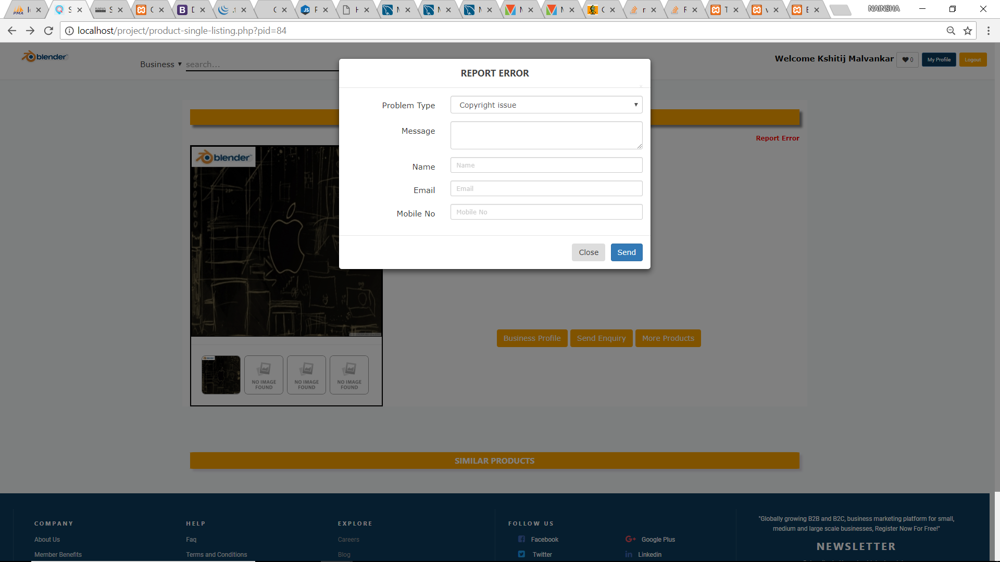 PMA
NAINSHA
localhost/project/product-single-listing.php?pid=84
blender
Business
search...
Welcome Kshitij Malvankar
0
My Profile
Logout
REPORT ERROR
Problem Type
Copyright issue
Message
Name
Name
Email
Email
Mobile No
Mobile No
Close
Send
Report Error
blender
Business Profile
Send Enquiry
More Products
NO IMAGE
FOUND
NO IMAGE
FOUND
NO IMAGE
FOUND
SIMILAR PRODUCTS
COMPANY
About Us
Member Benefits
HELP
Faq
Terms and Conditions
EXPLORE
Careers
Blog
FOLLOW US
Facebook
Google Plus
Twitter
Linkedin
"Globally growing B2B and B2C, business marketing platform for small,
medium and large scale businesses, Register Now For Free!"
NEWSLETTER